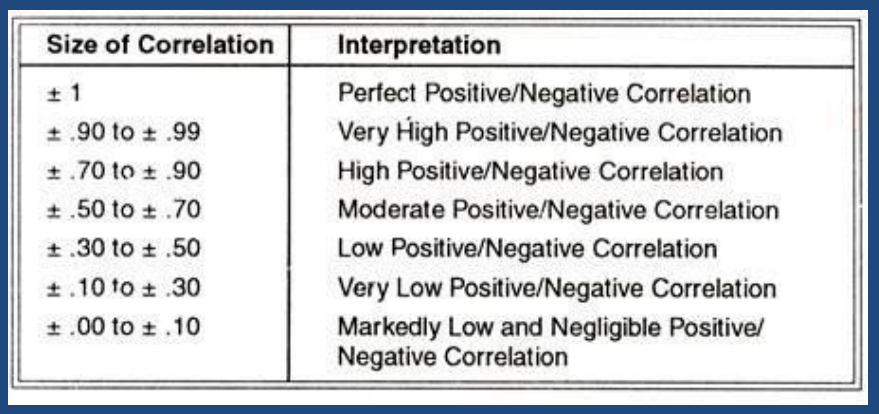 Size of Correlation Interpretation
± 1 Perfect Positive/Negative Correlation
± .90 to ± .99 Very High Positive/Negative Correlation
± .70 to ± .90 High Positive/Negative Correlation
± .50 to ± .70 Moderate Positive/Negative Correlation
± .30 to ± .50 Low Positive/Negative Correlation
± .10 to ± .30 Very Low Positive/Negative Correlation
± .00 to ± .10 Markedly Low and Negligible Positive/
Negative Correlation